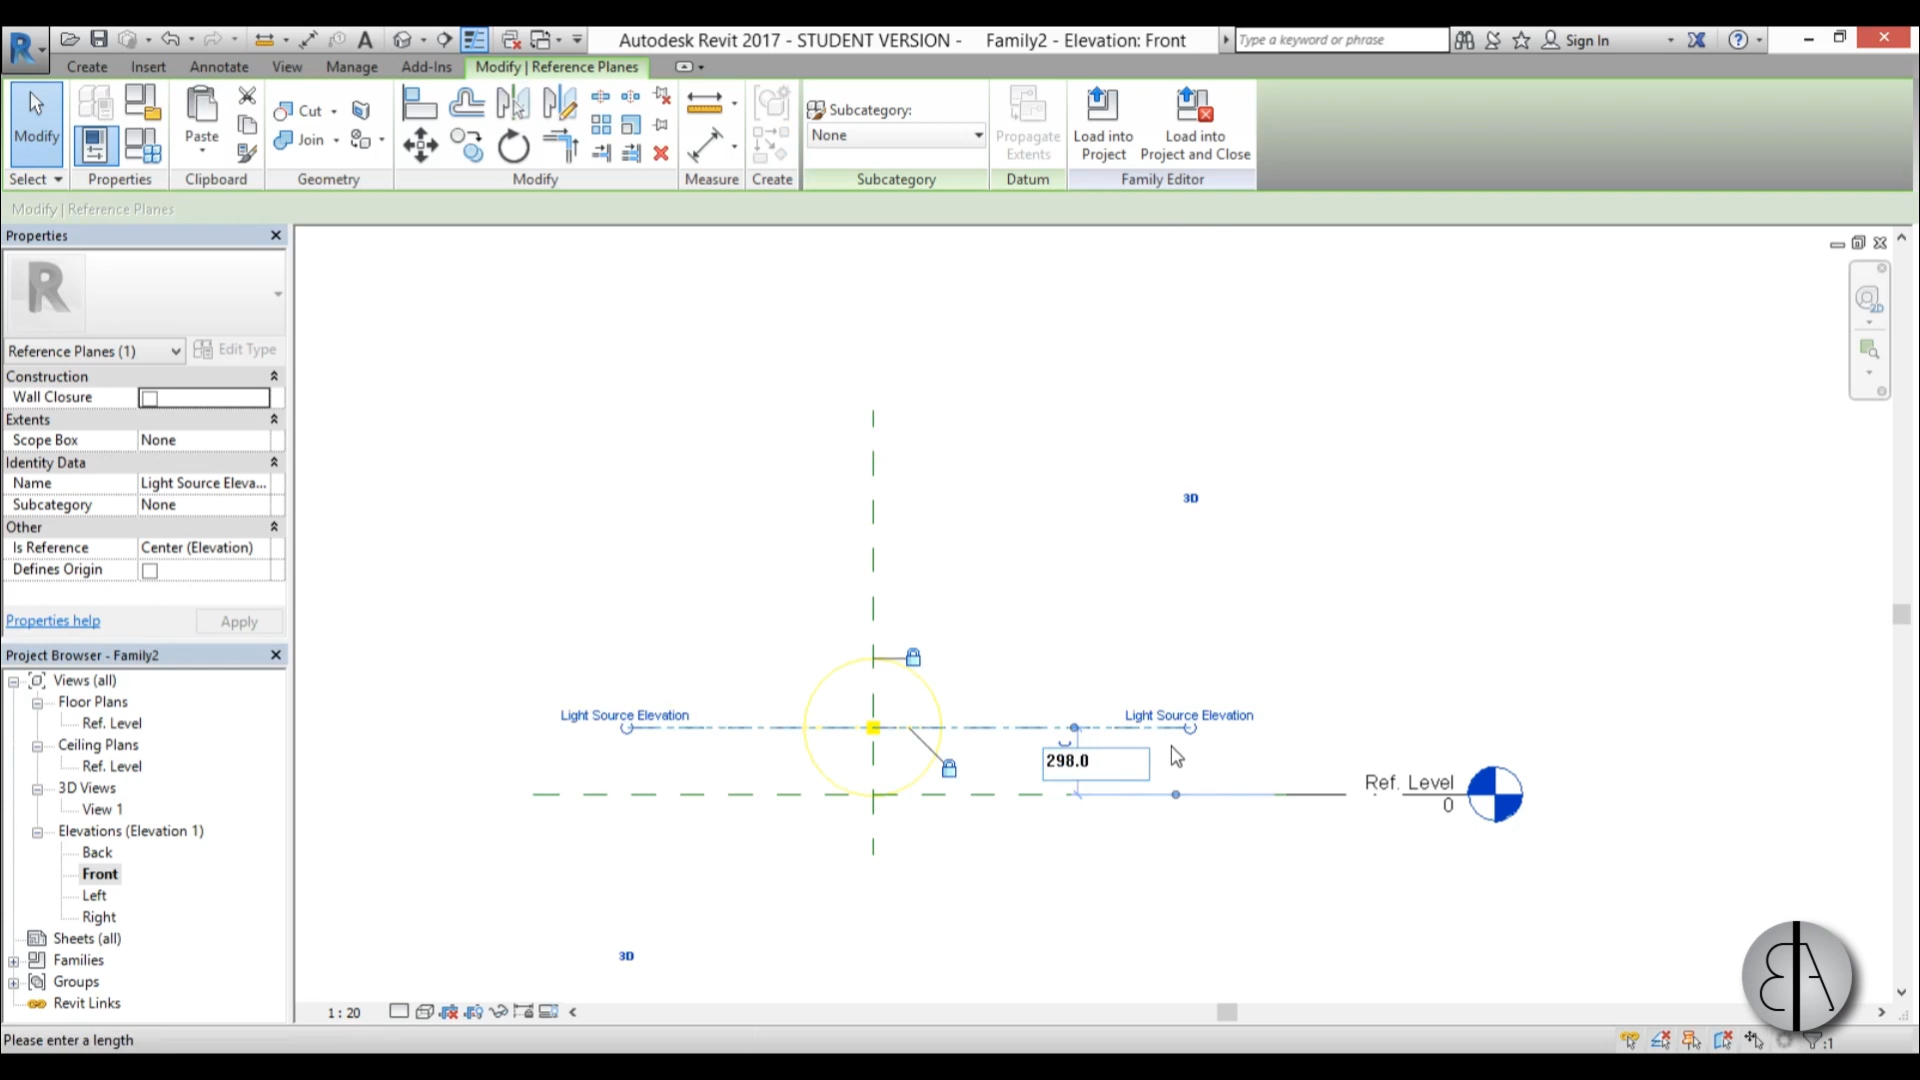 Autodesk Revit 2017 - STUDENT VERSION - Family2 - Elevation: Front
Type a keyword or phrase
Sign In
Create Insert Annotate View Manage Add-Ins Modify | Reference Planes
Modify
Paste
Cut
Join
Subcategory:
None
Propagate Extents
Load into Project
Load into Project and Close
Select Properties Clipboard Geometry Modify Measure Create Subcategory Datum Family Editor
Modify | Reference Planes
Properties
R
Reference Planes (1) Edit Type
Construction
Wall Closure
Extents
Scope Box None
Identity Data
Name Light Source Eleva...
Subcategory None
Other
Is Reference Center (Elevation)
Defines Origin
Properties help Apply
Project Browser - Family2
Views (all)
Floor Plans
Ref. Level
Ceiling Plans
Ref. Level
3D Views
View 1
Elevations (Elevation 1)
Back
Front
Left
Right
Sheets (all)
Families
Groups
Revit Links
2D
3D
Light Source Elevation
Light Source Elevation
298.0
Ref. Level
0
3D
1 : 20
Please enter a length
:1